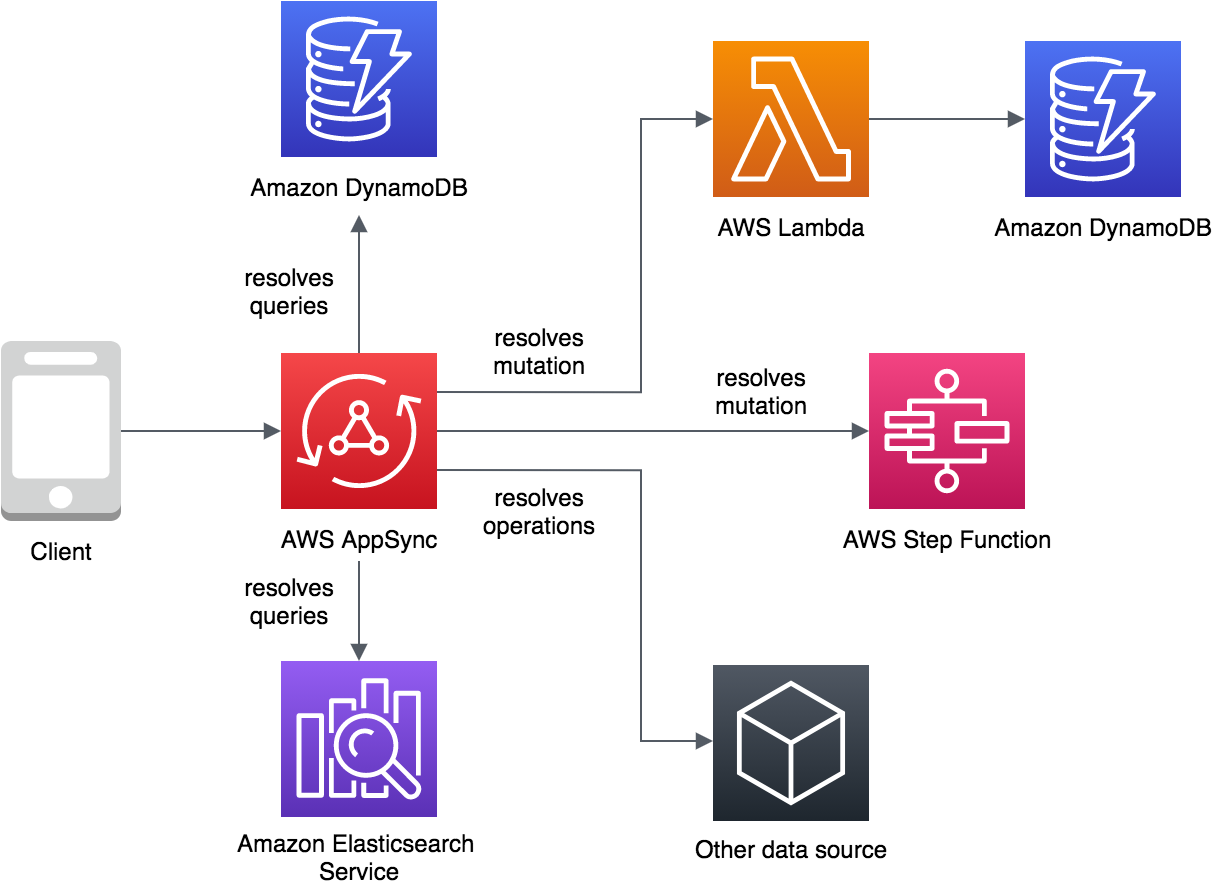 Amazon DynamoDB
AWS Lambda
Amazon DynamoDB
resolves
queries
resolves
mutation
resolves
mutation
resolves
operations
Client
AWS AppSync
AWS Step Function
resolves
queries
Amazon Elasticsearch
Service
Other data source